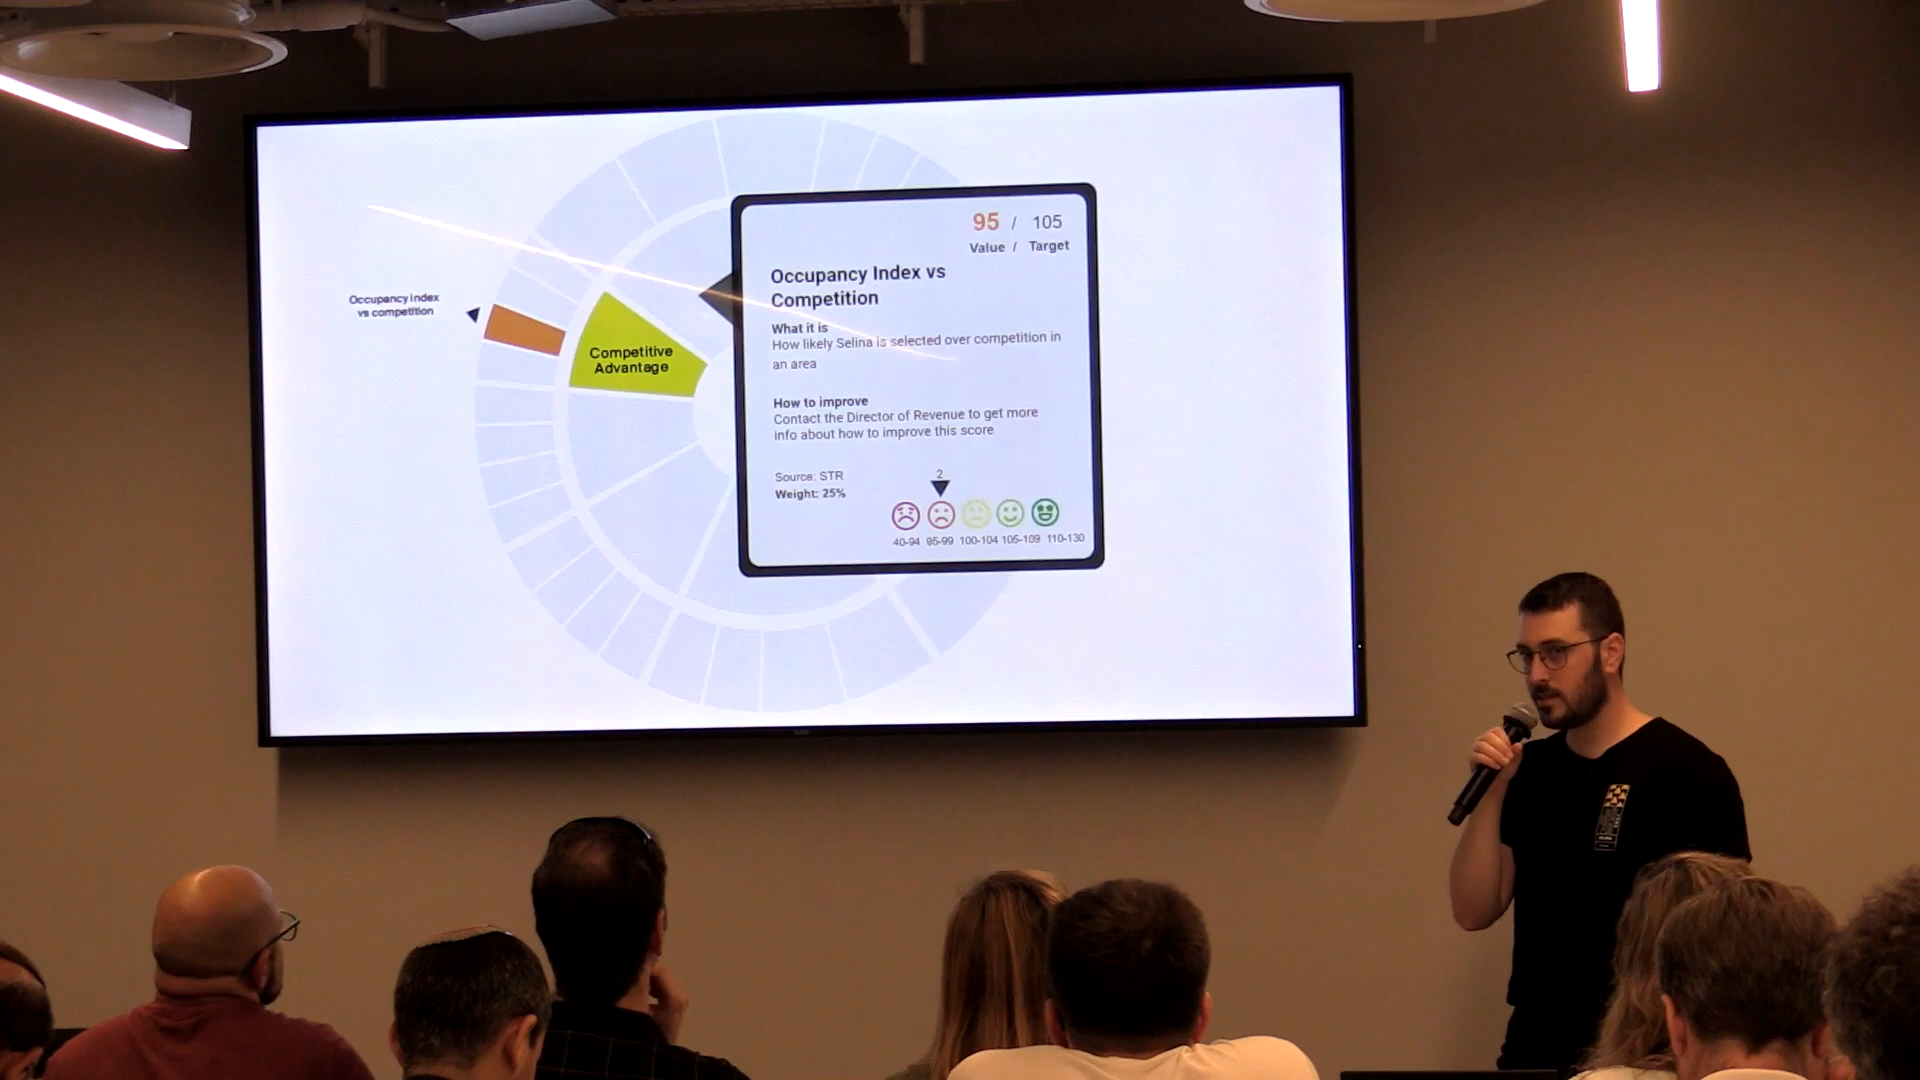 Occupancy index
vs competition
Competitive
Advantage
95 / 105
Value / Target
Occupancy Index vs
Competition
What it is
How likely Selina is selected over competition in
an area
How to improve
Contact the Director of Revenue to get more
info about how to improve this score
Source: STR
Weight: 25%
2
40-94 95-99 100-104 105-109 110-130